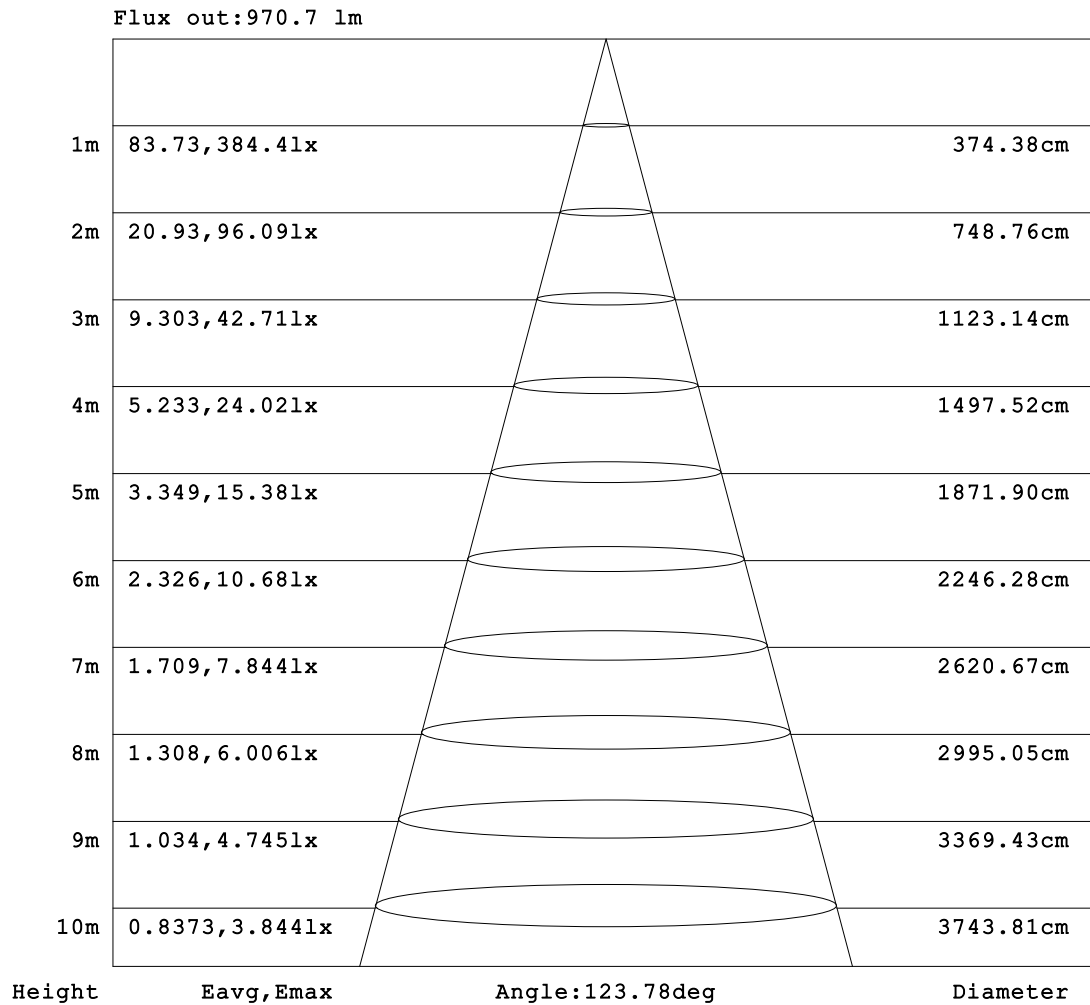 Flux out:970.7 lm
1m 83.73,384.4lx 374.38cm
2m 20.93,96.09lx 748.76cm
3m 9.303,42.71lx 1123.14cm
4m 5.233,24.02lx 1497.52cm
5m 3.349,15.38lx 1871.90cm
6m 2.326,10.68lx 2246.28cm
7m 1.709,7.844lx 2620.67cm
8m 1.308,6.006lx 2995.05cm
9m 1.034,4.745lx 3369.43cm
10m 0.8373,3.844lx 3743.81cm
Height Eavg,Emax Angle:123.78deg Diameter